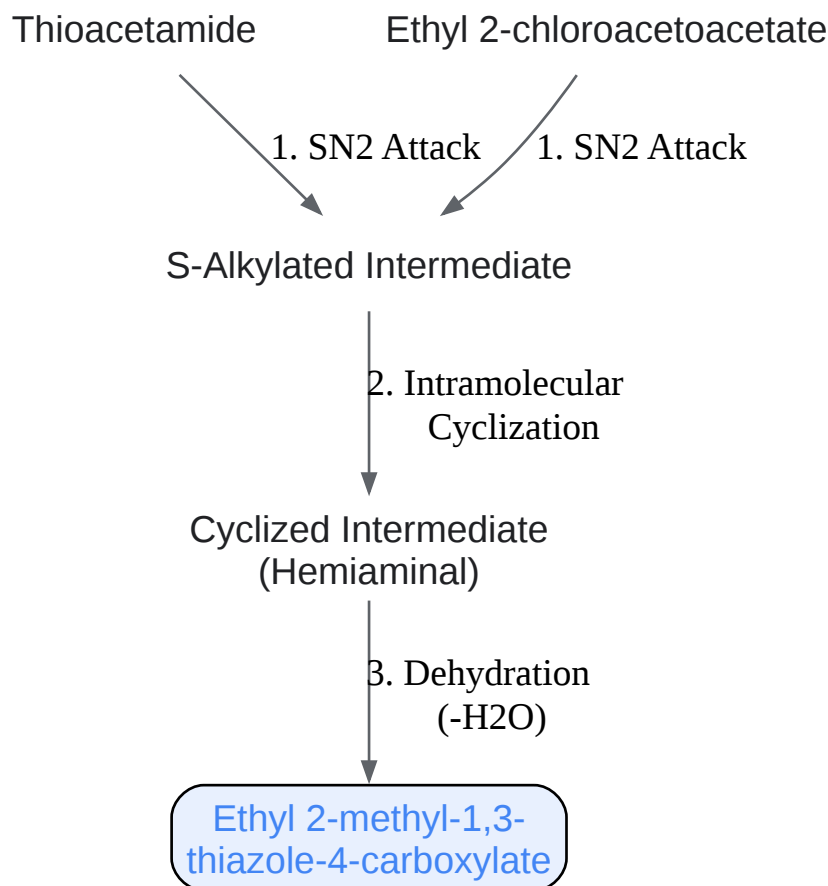 Thioacetamide
Ethyl 2-chloroacetoacetate
1. SN2 Attack
1. SN2 Attack
S-Alkylated Intermediate
2. Intramolecular
Cyclization
Cyclized Intermediate
(Hemiaminal)
3. Dehydration
(-H2O)
Ethyl 2-methyl-1,3-
thiazole-4-carboxylate